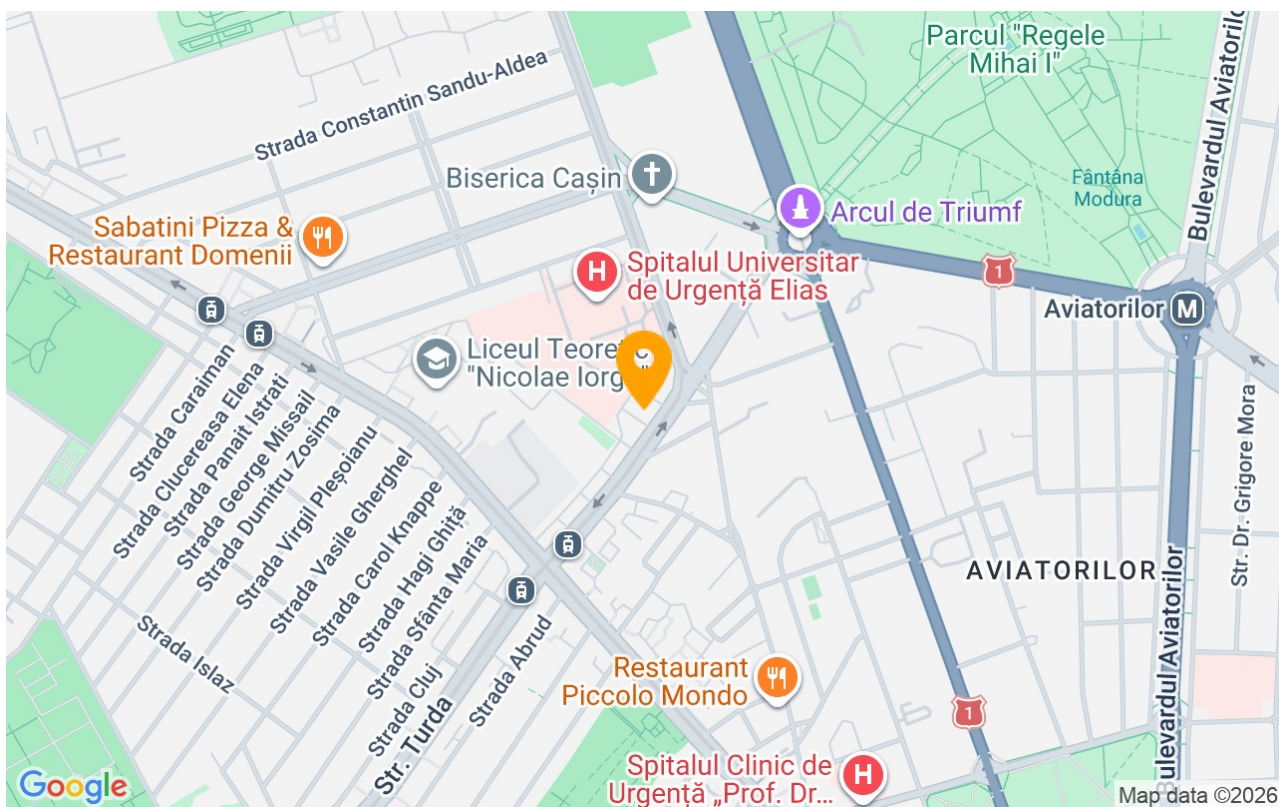 Parcul "Regele
Mihai I"
Bulevardul Aviatorilo
Strada Constantin Sandu-Aldea
Biserica Cașin
Fântâna
Modura
Sabatini Pizza &
Restaurant Domenii
Arcul de Triumf
H
Spitalul Universitar
de Urgență Elias
1
Aviatorilor
M
Liceul Teoretic
"Nicolae Iorg
Strada Caraiman
Strada Clucereasa Elena
Strada Panait Istrati
Strada George Missail
Strada Dumitru Zosima
Strada Virgil Pleșoianu
Strada Vasile Gherghel
Strada Carol Knappe
Strada Hagi Ghiță
Strada Sfânta Maria
Strada Cluj
Str. Turda
Strada Abrud
Strada Islaz
Str. Dr. Grigore Mora
AVIATORILOR
Bulevardul Aviatorilor
Restaurant
Piccolo Mondo
1
Spitalul Clinic de
Urgență „Prof. Dr...
H
Google
Map data ©2026